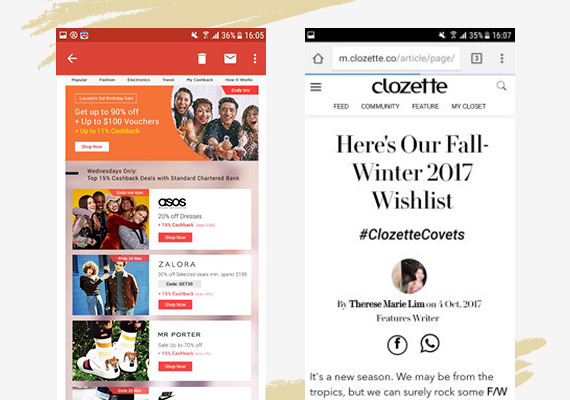 36% 16:05
Popular Fashion Electronics Travel My Cashback How It Works
Ends 1nv
Lazada's 3rd Birthday Sale
Get up to 90% off
+ Up to $100 Vouchers
+ Up to 11% Cashback
Shop Now
Wednesdays Only:
Top 15% Cashback Deals with Standard Chartered Bank
asos
20% off Dresses
+ 15% Cashback
Shop Now
Ends 24 Mar
ZALORA
30% off Selected deals min. spend $150
Code: GET30
+ 15% Cashback
Shop Now
MR PORTER
Sale Up to 70% off
+ 15% Cashback
Shop Now
Ends 25 Mar
35% 16:07
m.clozette.co/article/page/
3
clozette
FEED COMMUNITY FEATURE MY CLOSET
Here's Our Fall-
Winter 2017
Wishlist
#ClozetteCovets
By Therese Marie Lim on 4 Oct, 2017
Features Writer
It's a new season. We may be from the
tropics, but we can surely rock some F/W